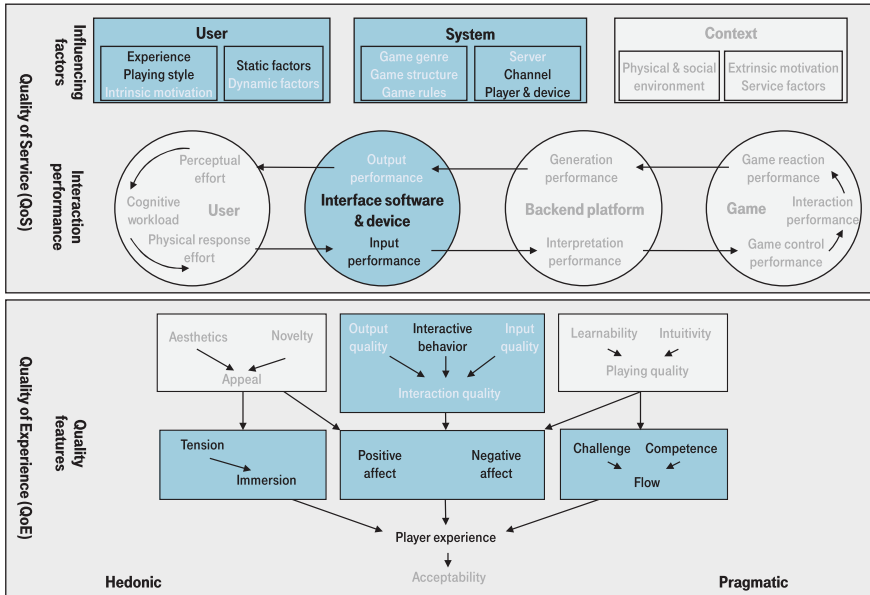 Quality of Service (QoS)
Influencing
factors
User
Experience
Playing style
Intrinsic motivation
Static factors
Dynamic factors
System
Game genre
Game structure
Game rules
Server
Channel
Player & device
Context
Physical & social
environment
Extrinsic motivation
Service factors
Interaction
performance
Perceptual
effort
Cognitive
workload
User
Physical response
effort
Output
performance
Interface software
& device
Input
performance
Generation
performance
Backend platform
Interpretation
performance
Game reaction
performance
Interaction
performance
Game
Game control
performance
Quality of Experience (QoE)
Quality
features
Aesthetics
Novelty
Appeal
Output
quality
Interactive
behavior
Input
quality
Interaction quality
Learnability
Intuitivity
Playing quality
Tension
Immersion
Positive
affect
Negative
affect
Challenge
Competence
Flow
Player experience
Acceptability
Hedonic
Pragmatic